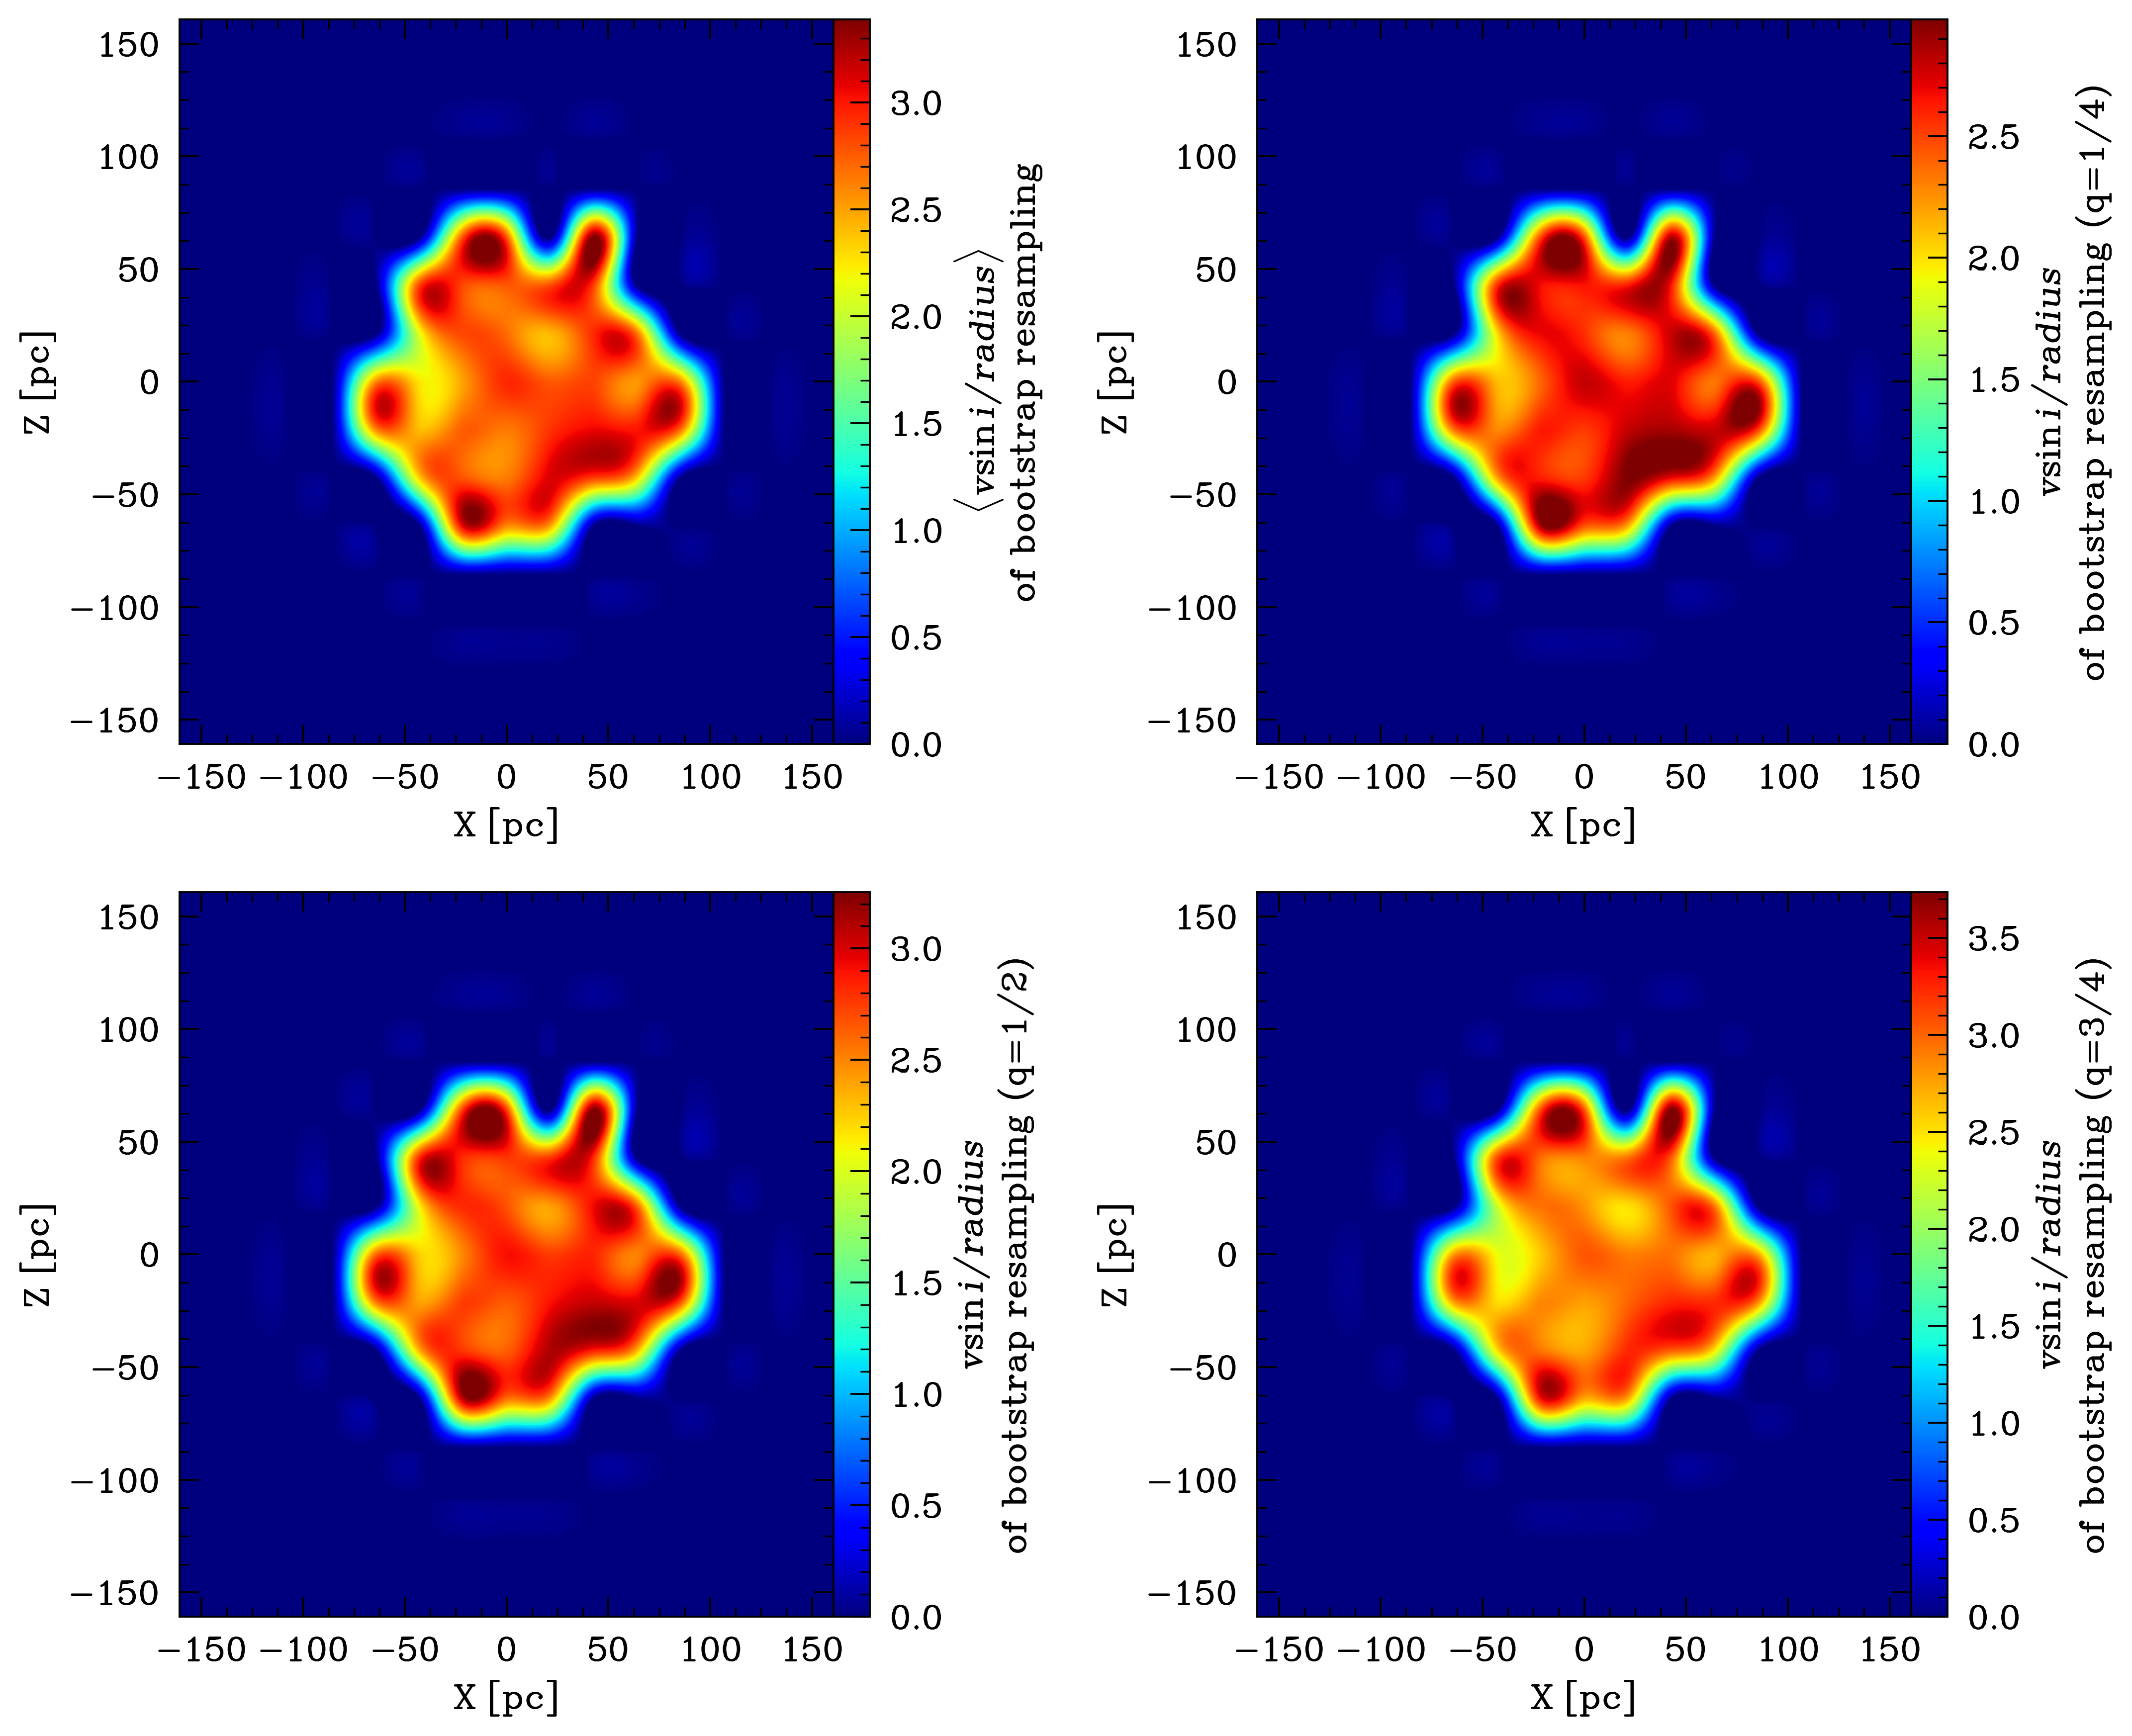 150
100
50
0
−50
−100
−150
Z [pc]
−150 −100 −50 0 50 100 150
X [pc]
3.0
2.5
2.0
1.5
1.0
0.5
0.0
⟨vsin i/radius⟩
of bootstrap resampling
150
100
50
0
−50
−100
−150
Z [pc]
−150 −100 −50 0 50 100 150
X [pc]
2.5
2.0
1.5
1.0
0.5
0.0
vsin i/radius
of bootstrap resampling (q=1/4)
150
100
50
0
−50
−100
−150
Z [pc]
−150 −100 −50 0 50 100 150
X [pc]
3.0
2.5
2.0
1.5
1.0
0.5
0.0
vsin i/radius
of bootstrap resampling (q=1/2)
150
100
50
0
−50
−100
−150
Z [pc]
−150 −100 −50 0 50 100 150
X [pc]
3.5
3.0
2.5
2.0
1.5
1.0
0.5
0.0
vsin i/radius
of bootstrap resampling (q=3/4)